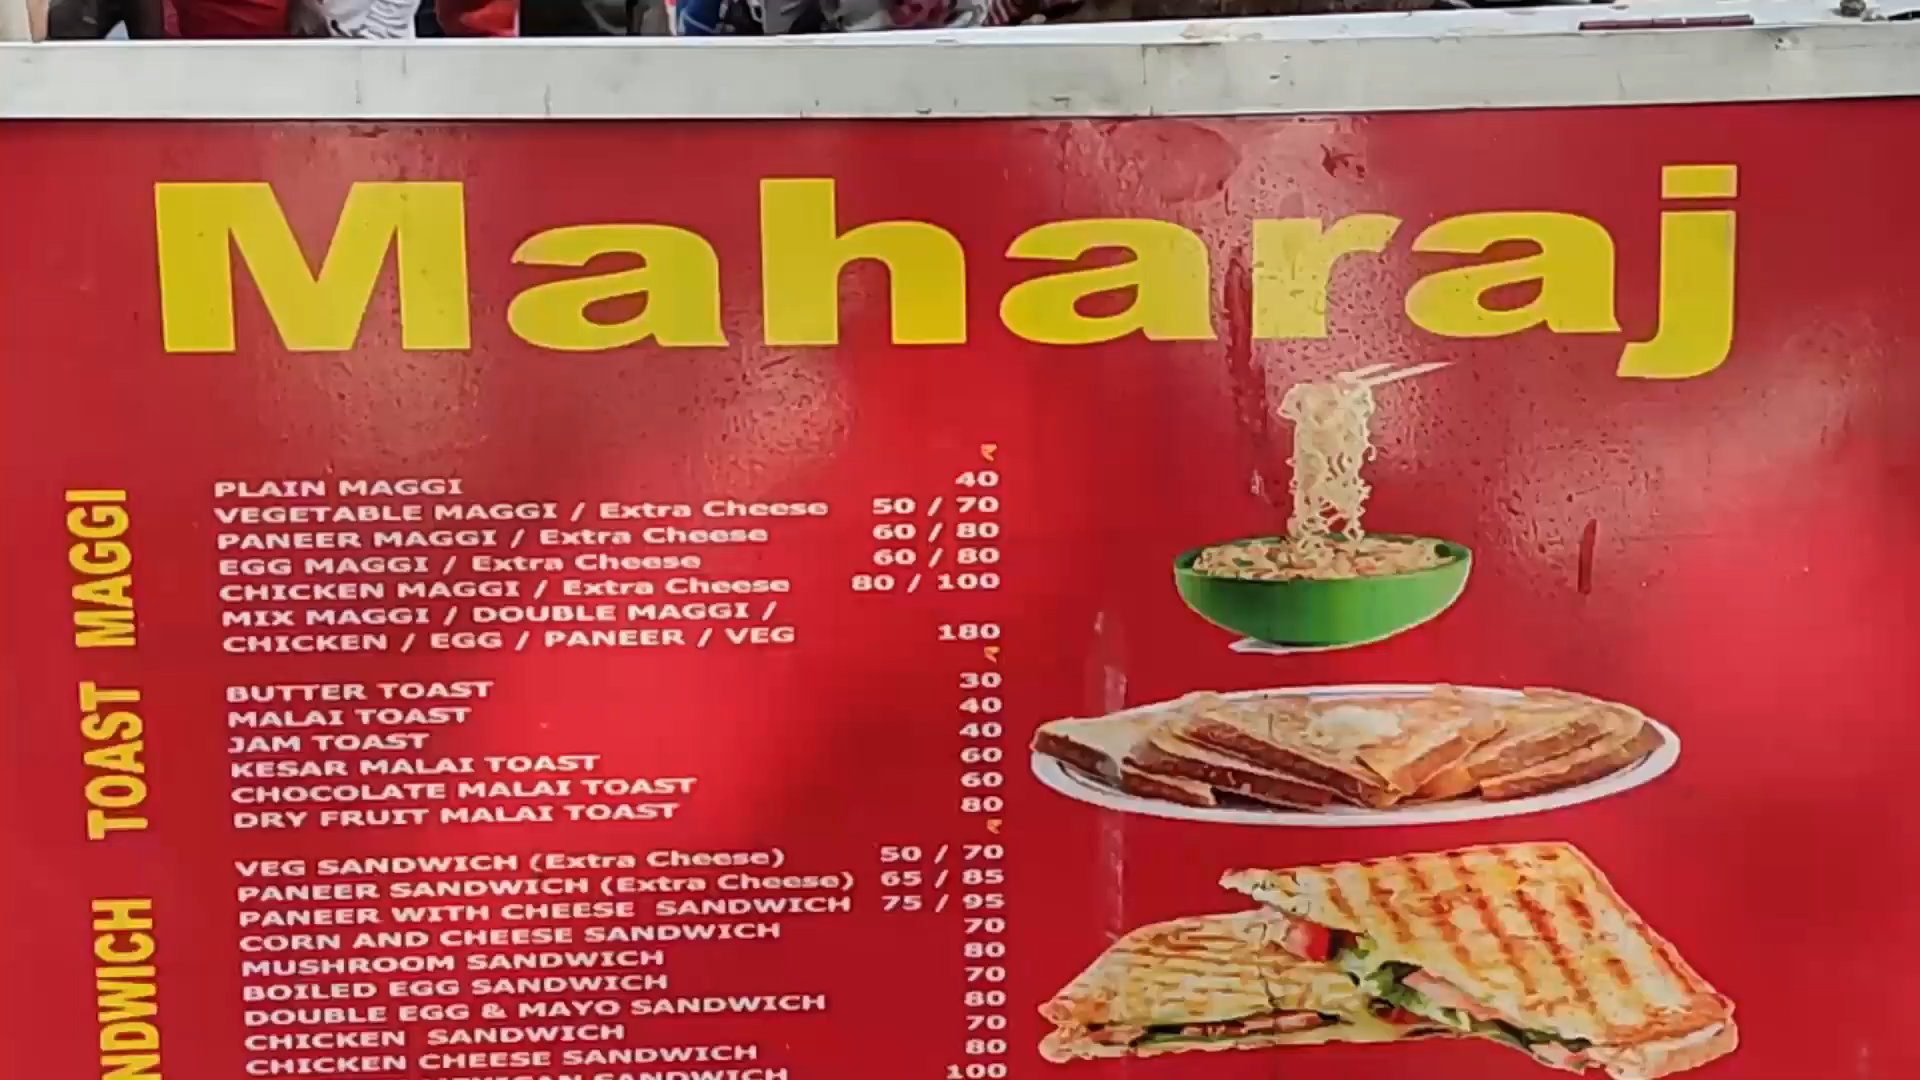 Maharaj
MAGGI
PLAIN MAGGI 40
VEGETABLE MAGGI / Extra Cheese 50 / 70
PANEER MAGGI / Extra Cheese 60 / 80
EGG MAGGI / Extra Cheese 60 / 80
CHICKEN MAGGI / Extra Cheese 80 / 100
MIX MAGGI / DOUBLE MAGGI /
CHICKEN / EGG / PANEER / VEG 180
TOAST
BUTTER TOAST 30
MALAI TOAST 40
JAM TOAST 40
KESAR MALAI TOAST 60
CHOCOLATE MALAI TOAST 60
DRY FRUIT MALAI TOAST 80
NDWICH
VEG SANDWICH (Extra Cheese) 50 / 70
PANEER SANDWICH (Extra Cheese) 65 / 85
PANEER WITH CHEESE SANDWICH 75 / 95
CORN AND CHEESE SANDWICH 70
MUSHROOM SANDWICH 80
BOILED EGG SANDWICH 70
DOUBLE EGG & MAYO SANDWICH 80
CHICKEN SANDWICH 70
CHICKEN CHEESE SANDWICH 80
SANDWICH 100